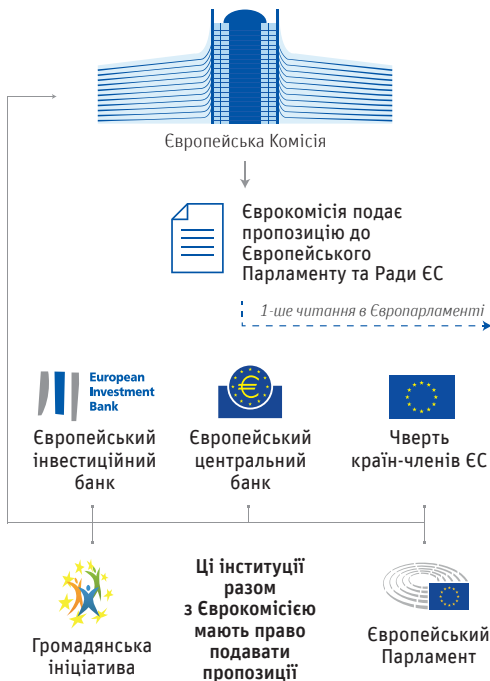 Європейська Комісія
Єврокомісія подає
пропозицію до
Європейського
Парламенту та Ради ЄС
1-ше читання в Європарламенті
European
Investment
Bank
Європейський
інвестиційний
банк
Європейський
центральний
банк
Чверть
країн-членів ЄС
Громадянська
ініціатива
Ці інституції
разом
з Єврокомісією
мають право
подавати
пропозиції
Європейський
Парламент